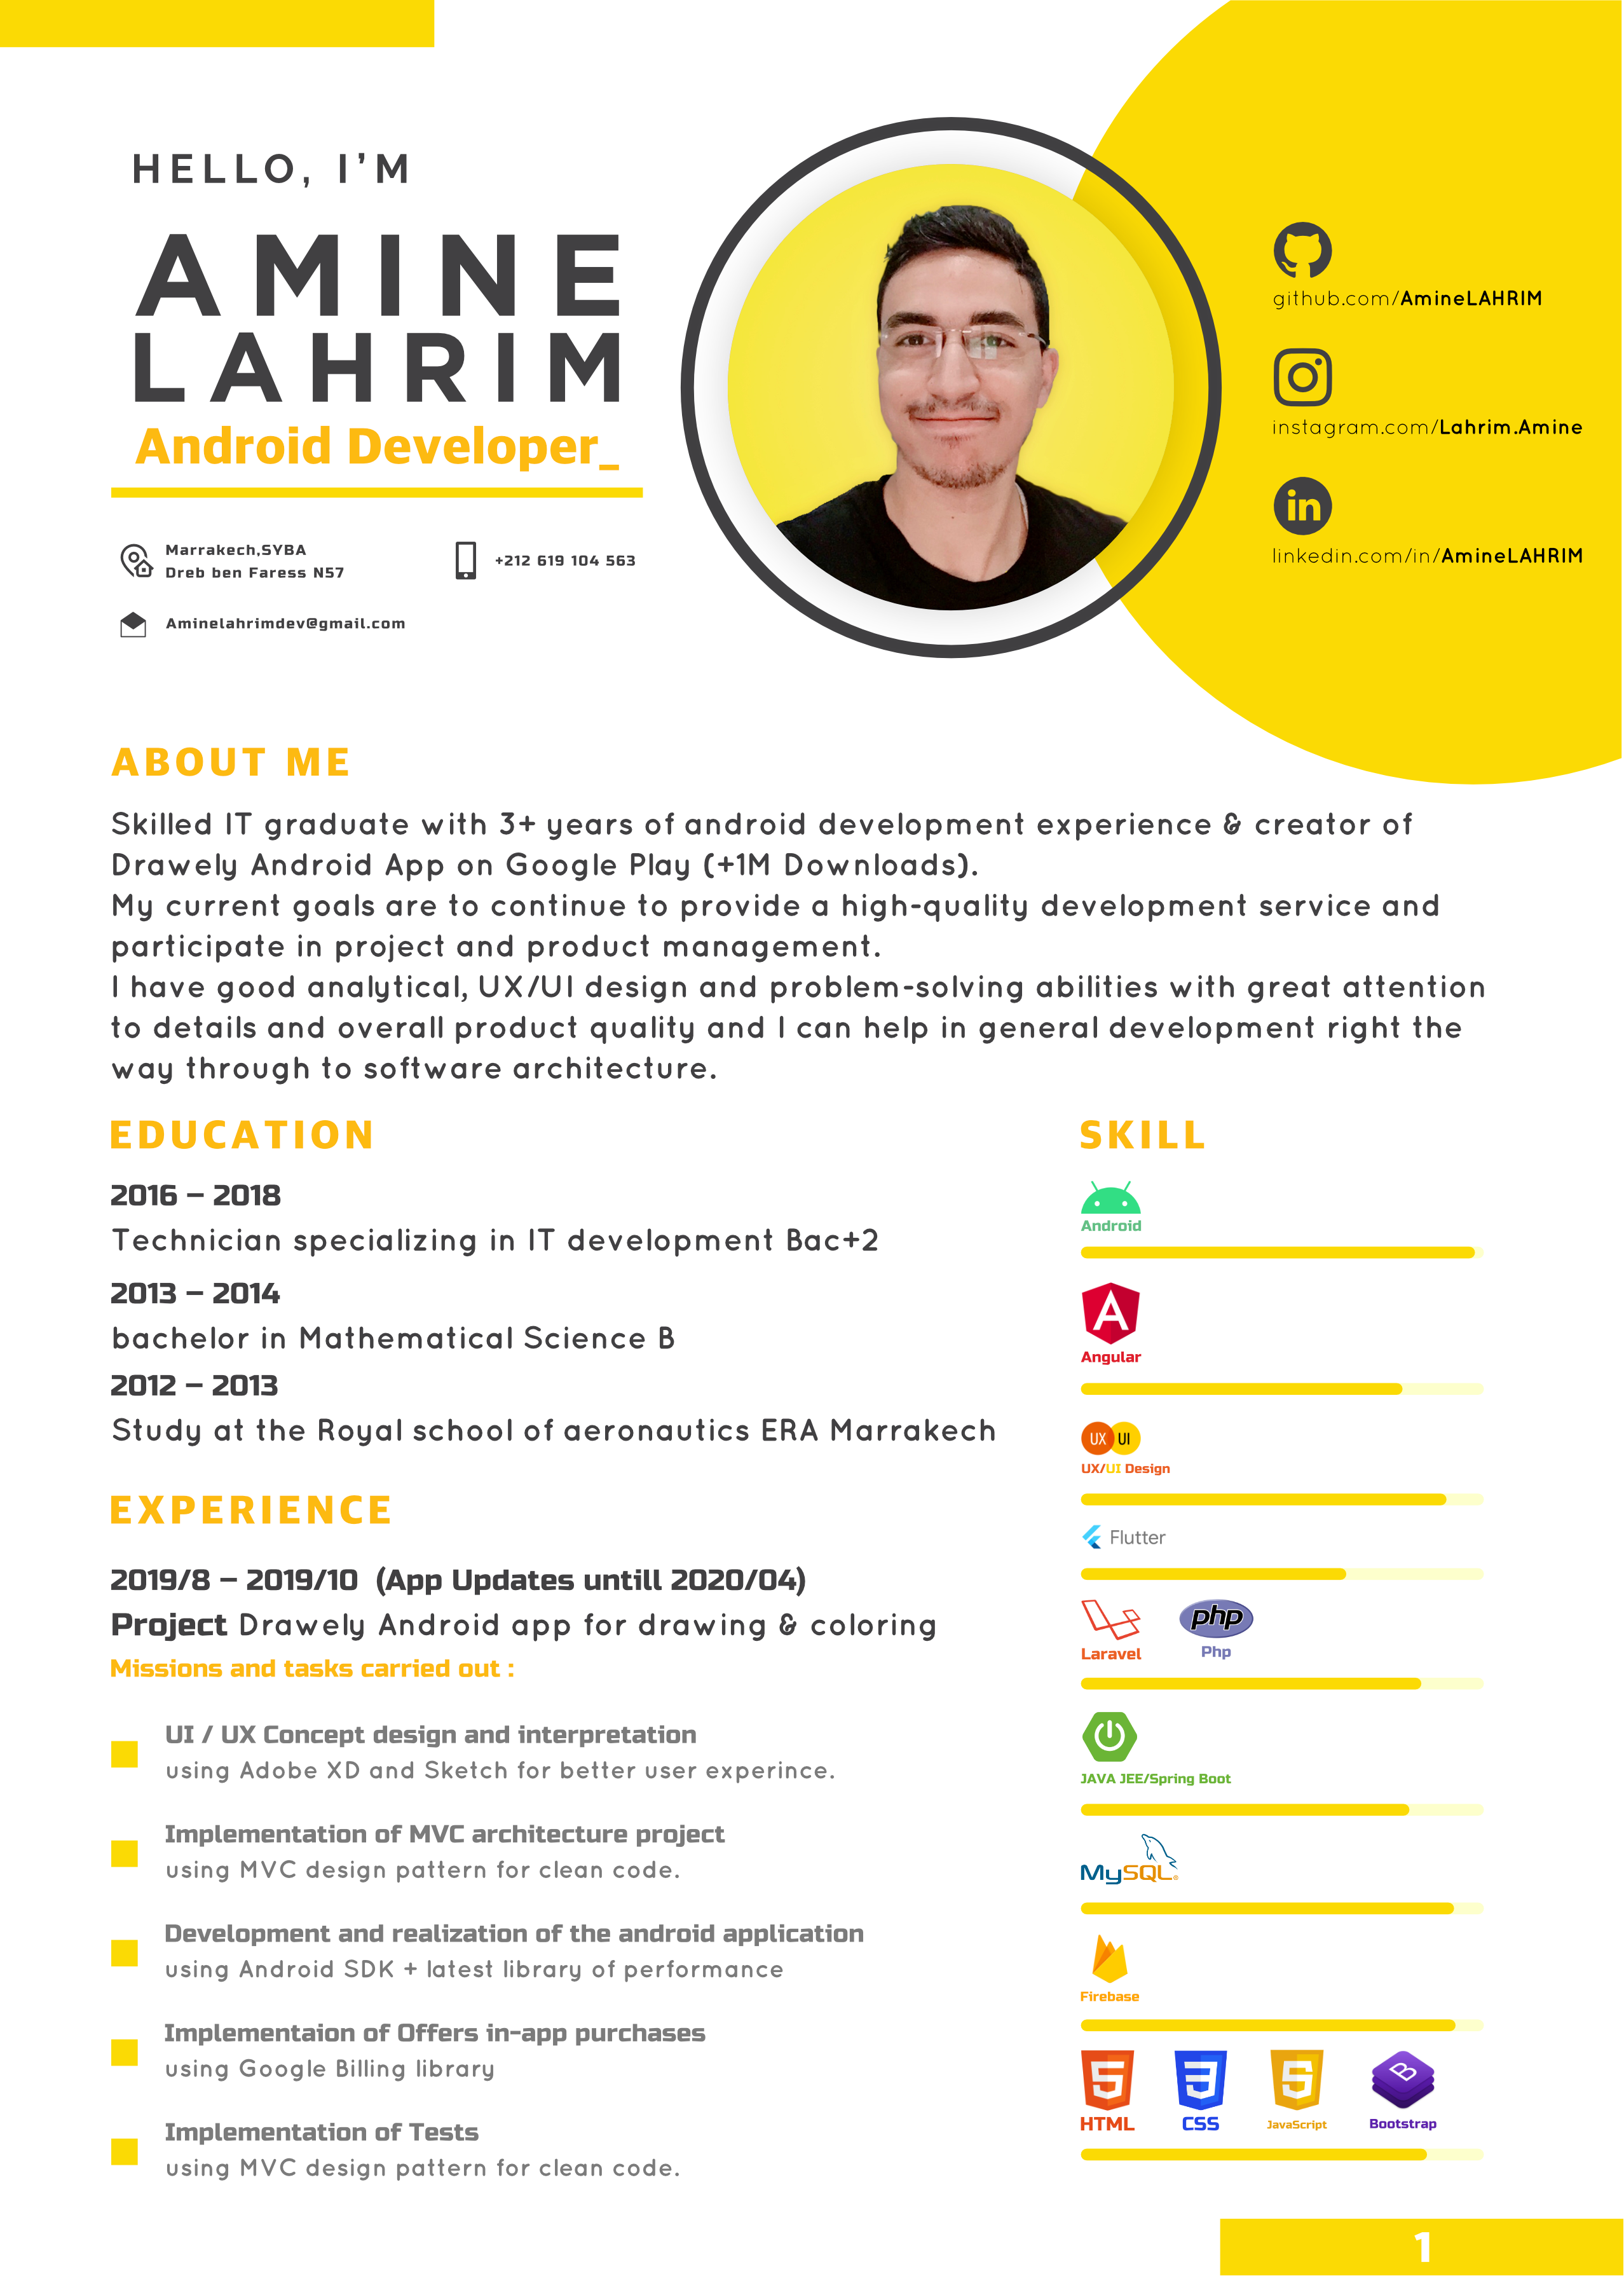 HELLO, I'M
AMINE
LAHRIM
Android Developer_
Marrakech,SYBA
Dreb ben Faress N57
+212 619 104 563
Aminelahrimdev@gmail.com
github.com/AmineLAHRIM
instagram.com/Lahrim.Amine
linkedin.com/in/AmineLAHRIM
ABOUT ME
Skilled IT graduate with 3+ years of android development experience & creator of
Drawely Android App on Google Play (+1M Downloads).
My current goals are to continue to provide a high-quality development service and
participate in project and product management.
I have good analytical, UX/UI design and problem-solving abilities with great attention
to details and overall product quality and I can help in general development right the
way through to software architecture.
EDUCATION
2016 – 2018
Technician specializing in IT development Bac+2
2013 – 2014
bachelor in Mathematical Science B
2012 – 2013
Study at the Royal school of aeronautics ERA Marrakech
EXPERIENCE
2019/8 – 2019/10 (App Updates untill 2020/04)
Project Drawely Android app for drawing & coloring
Missions and tasks carried out :
UI / UX Concept design and interpretation
using Adobe XD and Sketch for better user experince.
Implementation of MVC architecture project
using MVC design pattern for clean code.
Development and realization of the android application
using Android SDK + latest library of performance
Implementaion of Offers in-app purchases
using Google Billing library
Implementation of Tests
using MVC design pattern for clean code.
SKILL
Android
A
Angular
UX UI
UX/UI Design
Flutter
php
Laravel Php
JAVA JEE/Spring Boot
MySQL
Firebase
5 3 5 B
HTML CSS JavaScript Bootstrap
1